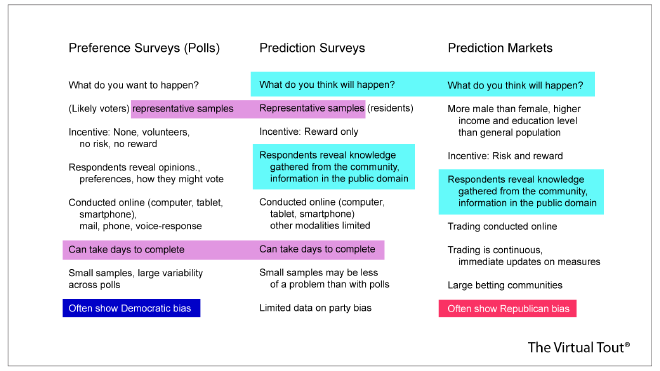 Preference Surveys (Polls)
What do you want to happen?
(Likely voters) representative samples
Incentive: None, volunteers,
no risk, no reward
Respondents reveal opinions.,
preferences, how they might vote
Conducted online (computer, tablet,
smartphone),
mail, phone, voice-response
Can take days to complete
Small samples, large variability
across polls
Often show Democratic bias
Prediction Surveys
What do you think will happen?
Representative samples (residents)
Incentive: Reward only
Respondents reveal knowledge
gathered from the community,
information in the public domain
Conducted online (computer,
tablet, smartphone)
other modalities limited
Can take days to complete
Small samples may be less
of a problem than with polls
Limited data on party bias
Prediction Markets
What do you think will happen?
More male than female, higher
income and education level
than general population
Incentive: Risk and reward
Respondents reveal knowledge
gathered from the community,
information in the public domain
Trading conducted online
Trading is continuous,
immediate updates on measures
Large betting communities
Often show Republican bias
The Virtual Tout®